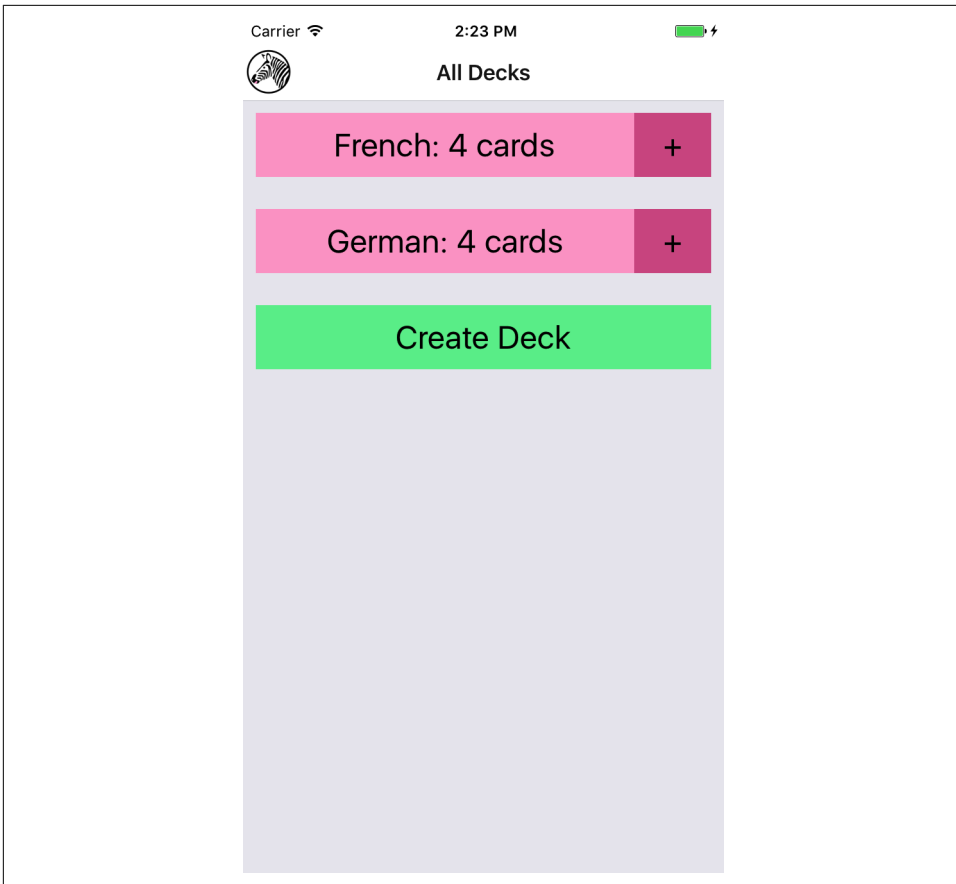 Carrier 2:23 PM
All Decks
French: 4 cards +
German: 4 cards +
Create Deck